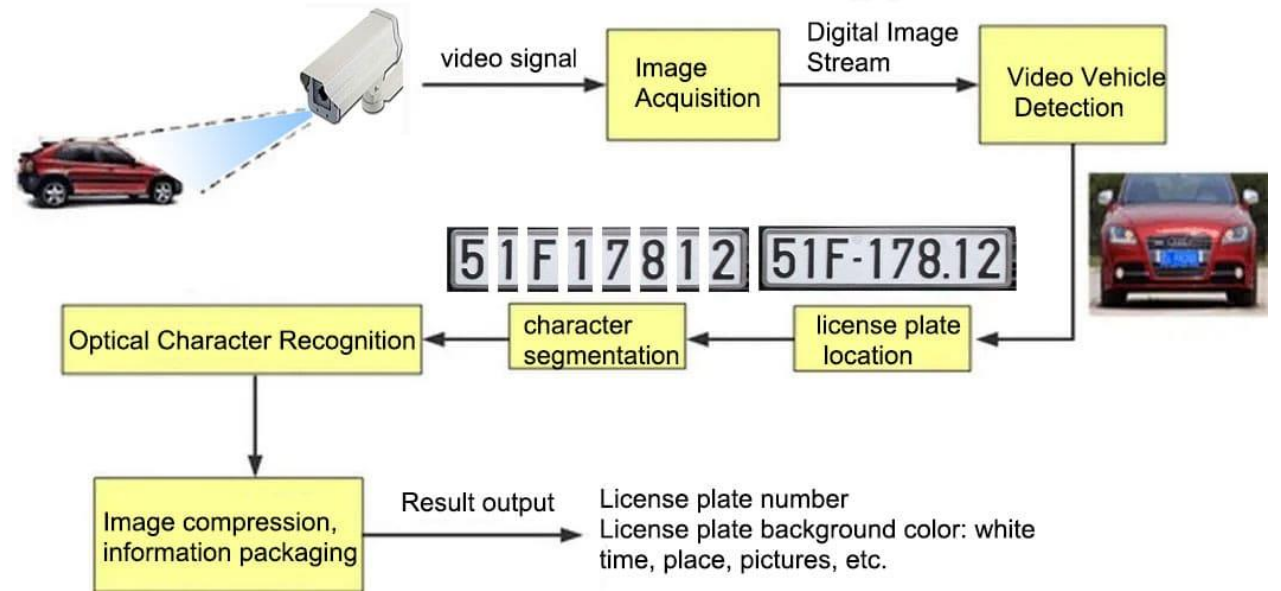 video signal
Image
Acquisition
Digital Image
Stream
Video Vehicle
Detection
51F17812
51F-178.12
Optical Character Recognition
character
segmentation
license plate
location
Image compression,
information packaging
Result output
License plate number
License plate background color: white
time, place, pictures, etc.